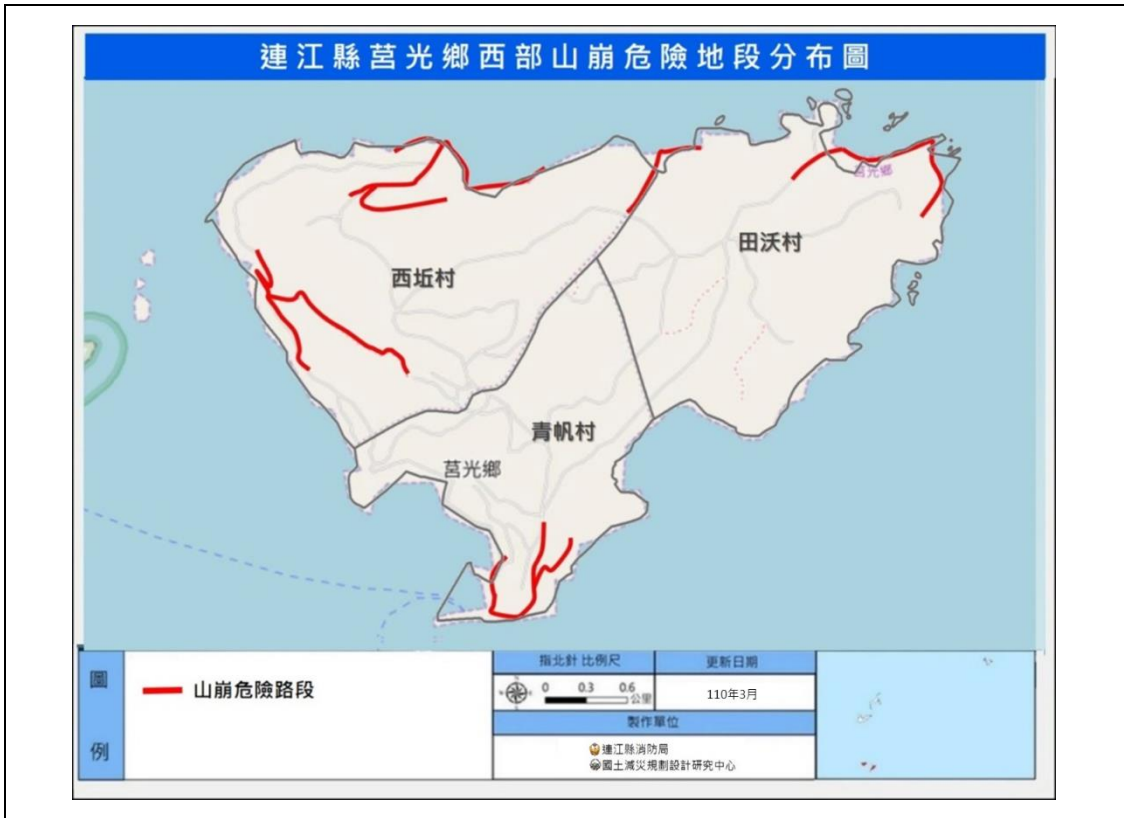 連江縣莒光鄉西部山崩危險地段分布圖
莒光鄉
田沃村
西坵村
青帆村
莒光鄉
圖例
山崩危險路段
指北針 比例尺
0 0.3 0.6
公里
更新日期
110年3月
製作單位
連江縣消防局
國土減災規劃設計研究中心